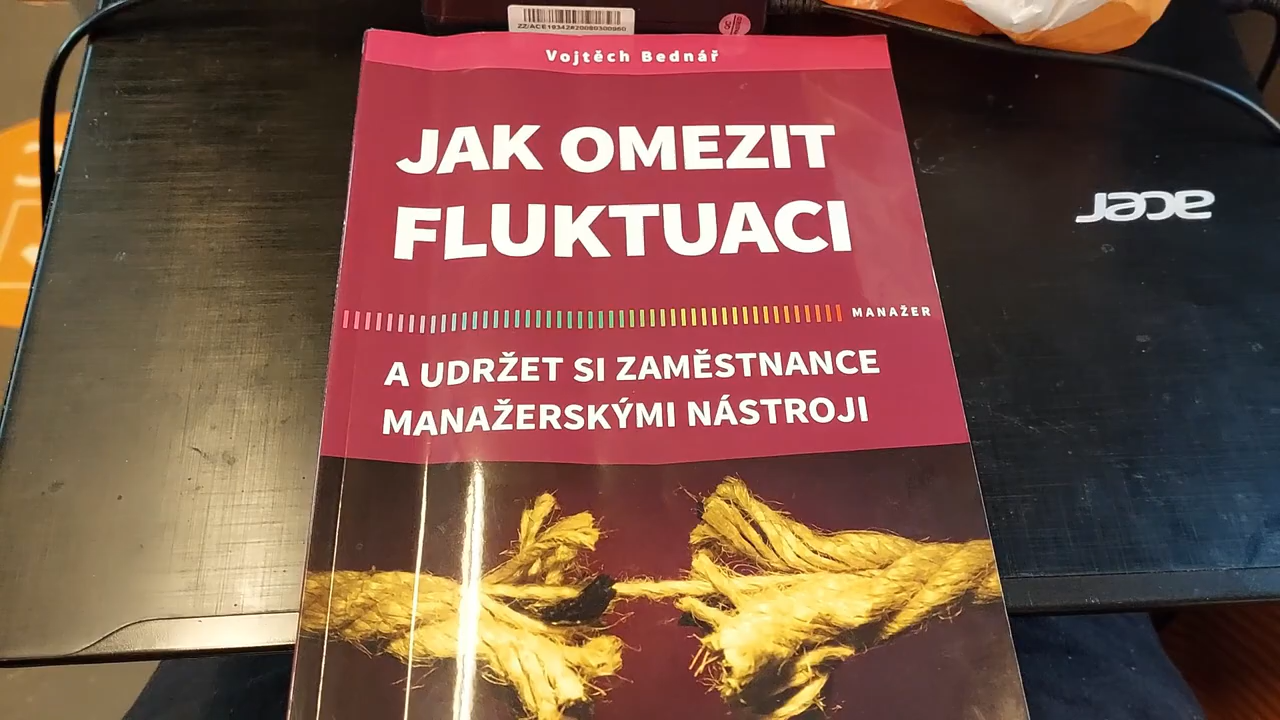 Vojtěch Bednář
JAK OMEZIT
FLUKTUACI
MANAŽER
A UDRŽET SI ZAMĚSTNANCE
MANAŽERSKÝMI NÁSTROJI
acer